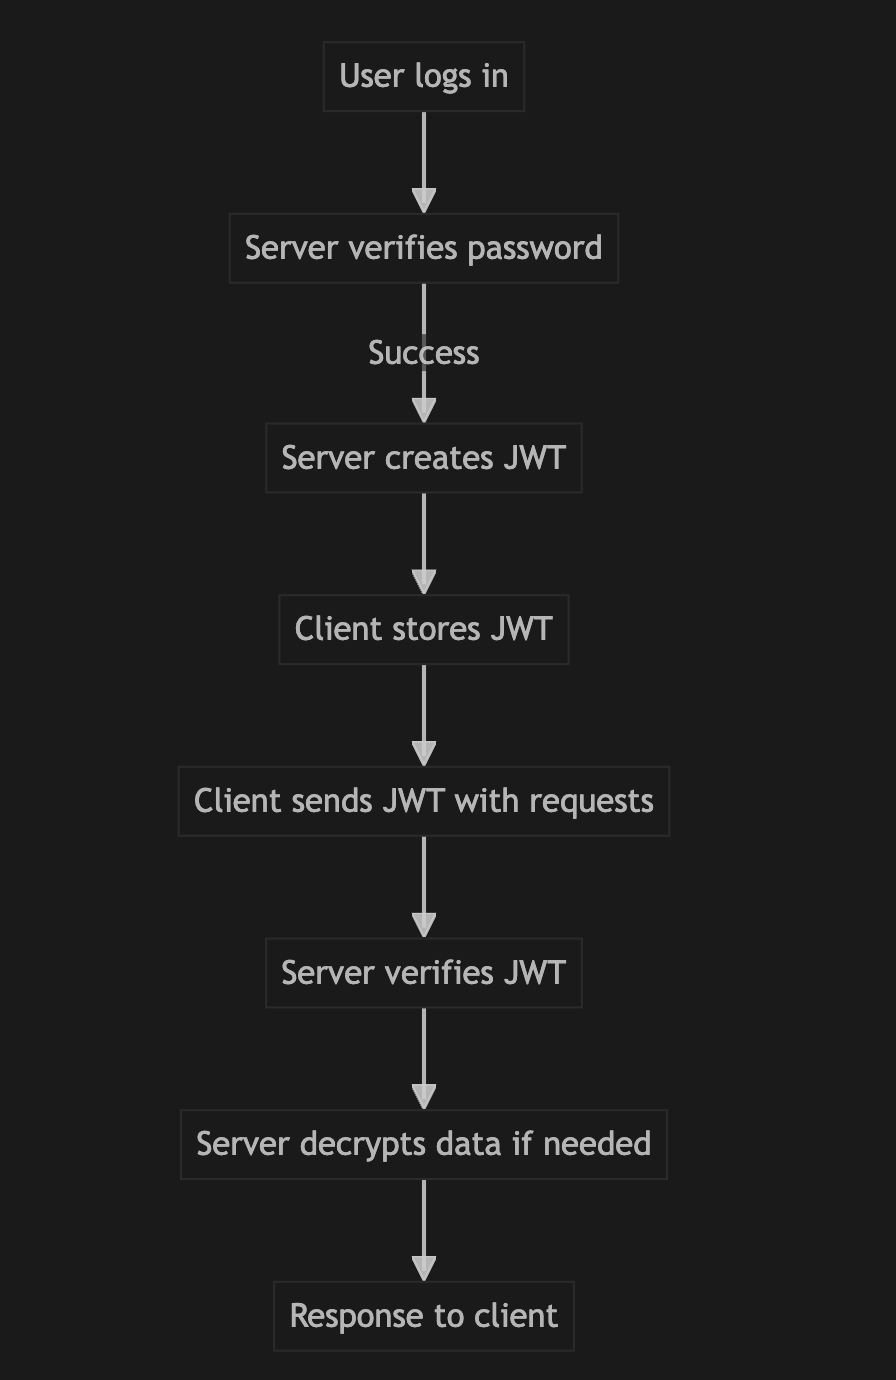 User logs in
Server verifies password
Success
Server creates JWT
Client stores JWT
Client sends JWT with requests
Server verifies JWT
Server decrypts data if needed
Response to client